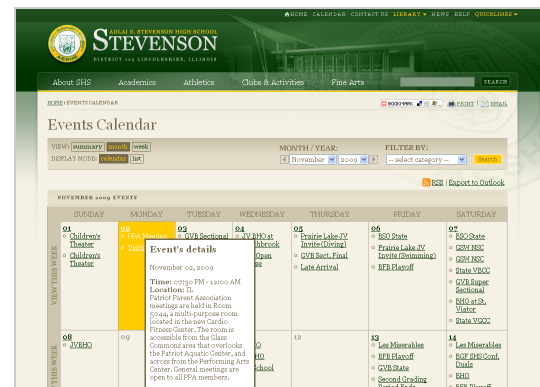 HOME CALENDAR CONTACT US LIBRARY NEWS HELP QUICKLINKS
ADLAI E. STEVENSON HIGH SCHOOL
STEVENSON
DISTRICT 125 LINCOLNSHIRE, ILLINOIS
About SHS Academics Athletics Clubs & Activities Fine Arts SEARCH
HOME: EVENTS CALENDAR
BOOKMARK PRINT | EMAIL
Events Calendar
VIEW: summary month week
DISPLAY MODE: calendar list
MONTH / YEAR:
November 2009
FILTER BY:
-- select category -- Search
RSS | Export to Outlook
NOVEMBER 2009 EVENTS
SUNDAY MONDAY TUESDAY WEDNESDAY THURSDAY FRIDAY SATURDAY
VIEW THIS WEEK
01
Children's
Theater
Children's
Theater
02
PPA Meeting
03
GVB Sectional
04
JV BHO at
Open
05
Prairie Lake JV
Invite (Diving)
GVB Sect. Final
Late Arrival
06
BSO State
Prairie Lake JV
Invite (Swimming)
BFB Playoff
07
BSO State
GSW NSC
GSW NSC
State VBCC
GVB Super
Sectional
BHO at St.
Viator
State VGCC
Event's details
November 02, 2009
Time: 07:30 PM - 12:00 AM
Location: IL
Patriot Parent Association
meetings are held in Room
5044, a multi-purpose room
located in the new Cardio
Fitness Center. The room is
accessible from the Glass
Commons area that overlooks
the Patriot Aquatic Center, and
across from the Performing Arts
Center. General meetings are
open to all PPA members.
THIS WEEK
08
JVBHO
09
12
13
Les Miserables
BFB Playoff
GVB State
Second Grading
Period Ends
14
Les Miserables
BGF SHS Conf.
Duals
BHO
BFB Playoff